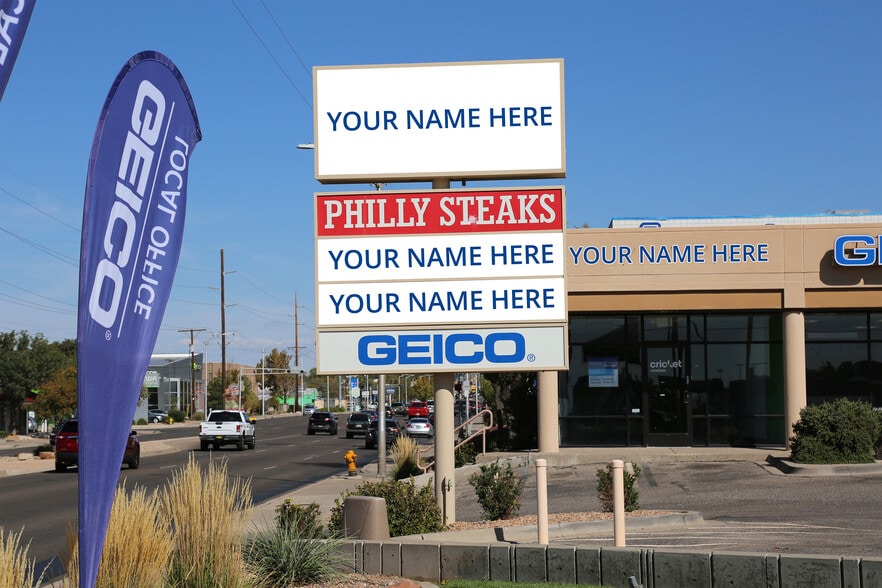 GEICO
LOCAL OFFICE
YOUR NAME HERE
PHILLY STEAKS
YOUR NAME HERE
YOUR NAME HERE
GEICO®
YOUR NAME HERE
cricket